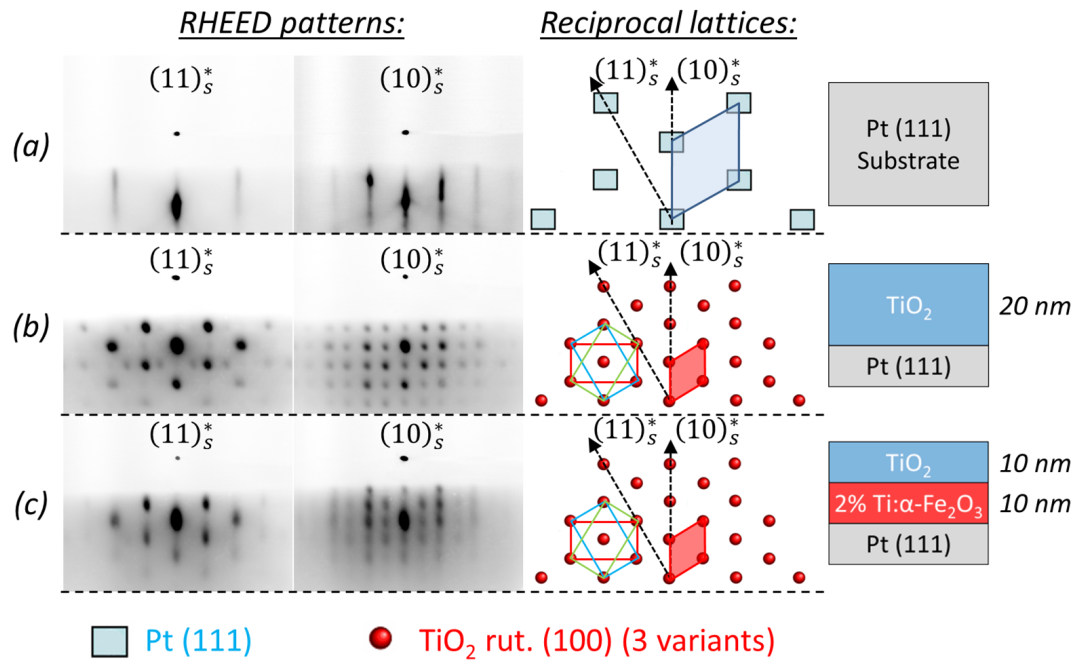 RHEED patterns: Reciprocal lattices:
(a) (11)*s (10)*s (11)*s (10)*s Pt (111)
Substrate
(b) (11)*s (10)*s (11)*s (10)*s TiO2 20 nm
Pt (111)
(c) (11)*s (10)*s (11)*s (10)*s TiO2 10 nm
2% Ti:α-Fe2O3 10 nm
Pt (111)
Pt (111) TiO2 rut. (100) (3 variants)